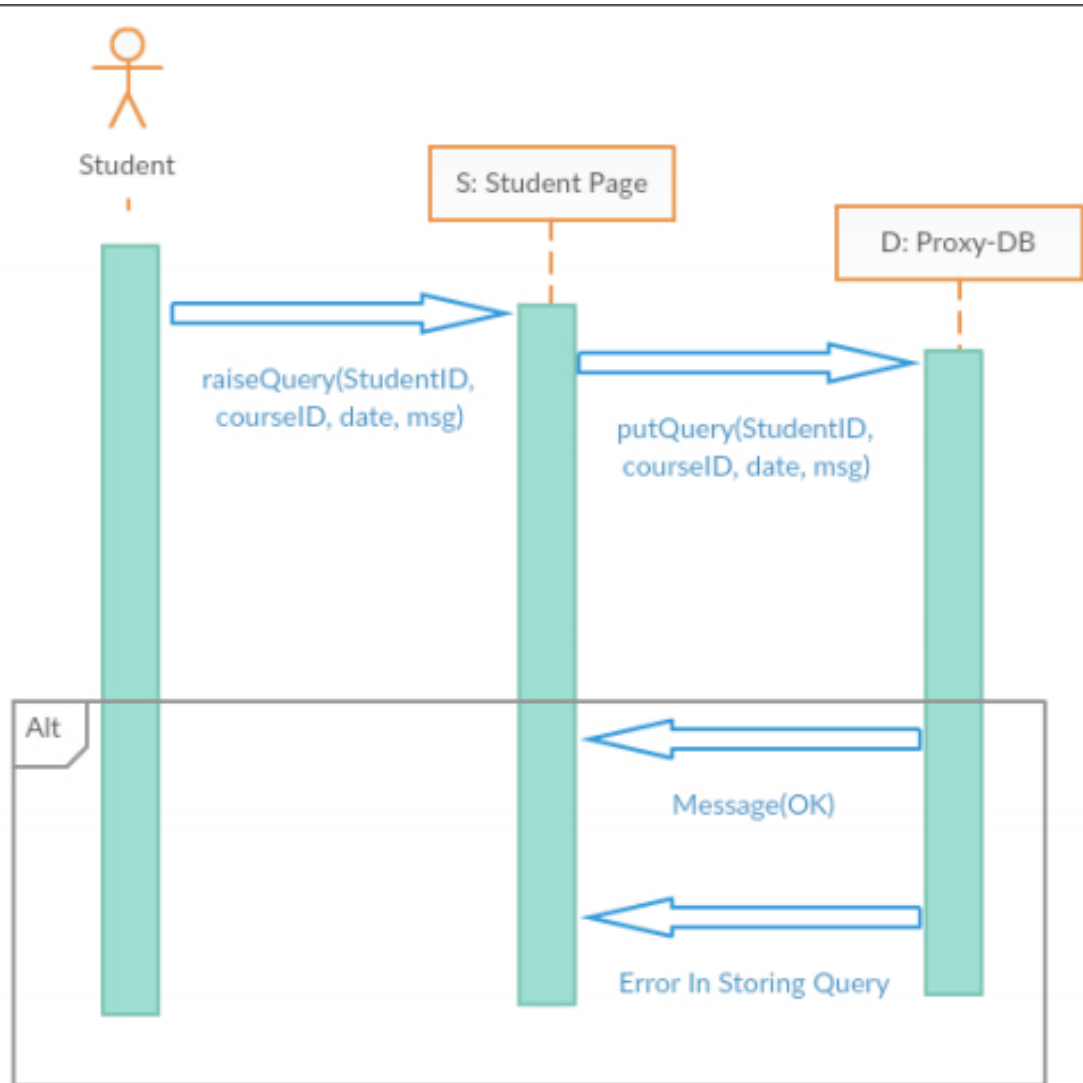 Student
S: Student Page
D: Proxy-DB
raiseQuery(StudentID,
courseID, date, msg)
putQuery(StudentID,
courseID, date, msg)
Alt
Message(OK)
Error In Storing Query